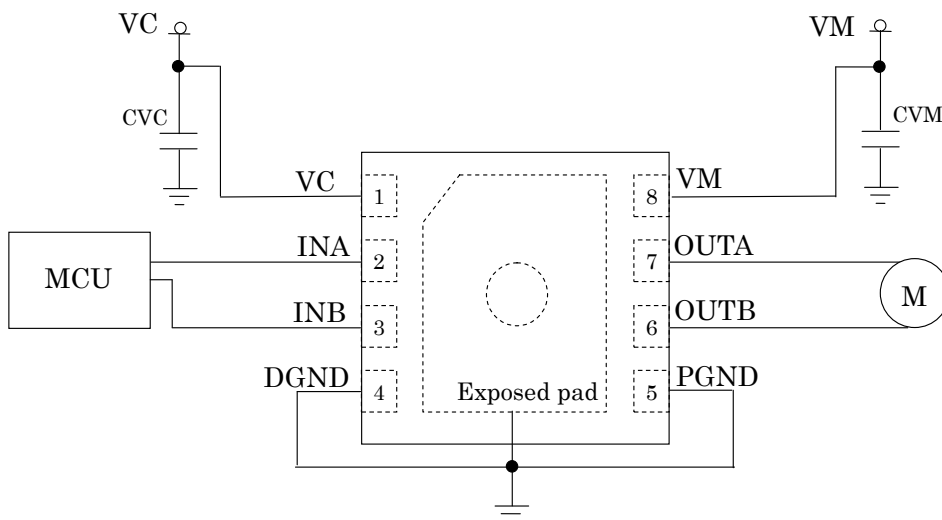 VC
VM
CVC
CVM
VC
VM
1
8
INA
OUTA
MCU
2
7
M
INB
OUTB
3
6
DGND
PGND
4
Exposed pad
5